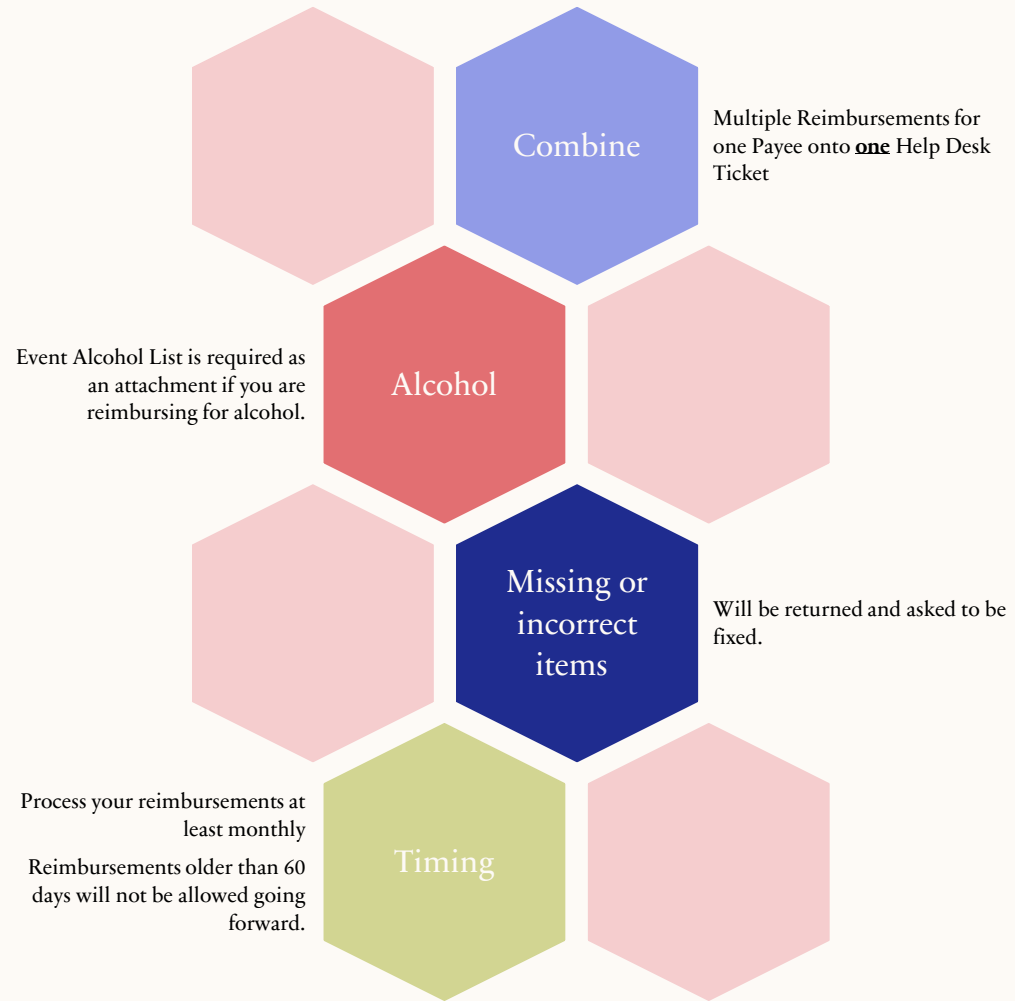 Combine
Multiple Reimbursements for
one Payee onto one Help Desk
Ticket
Event Alcohol List is required as
an attachment if you are
reimbursing for alcohol.
Alcohol
Missing or
incorrect
items
Will be returned and asked to be
fixed.
Process your reimbursements at
least monthly
Reimbursements older than 60
days will not be allowed going
forward.
Timing